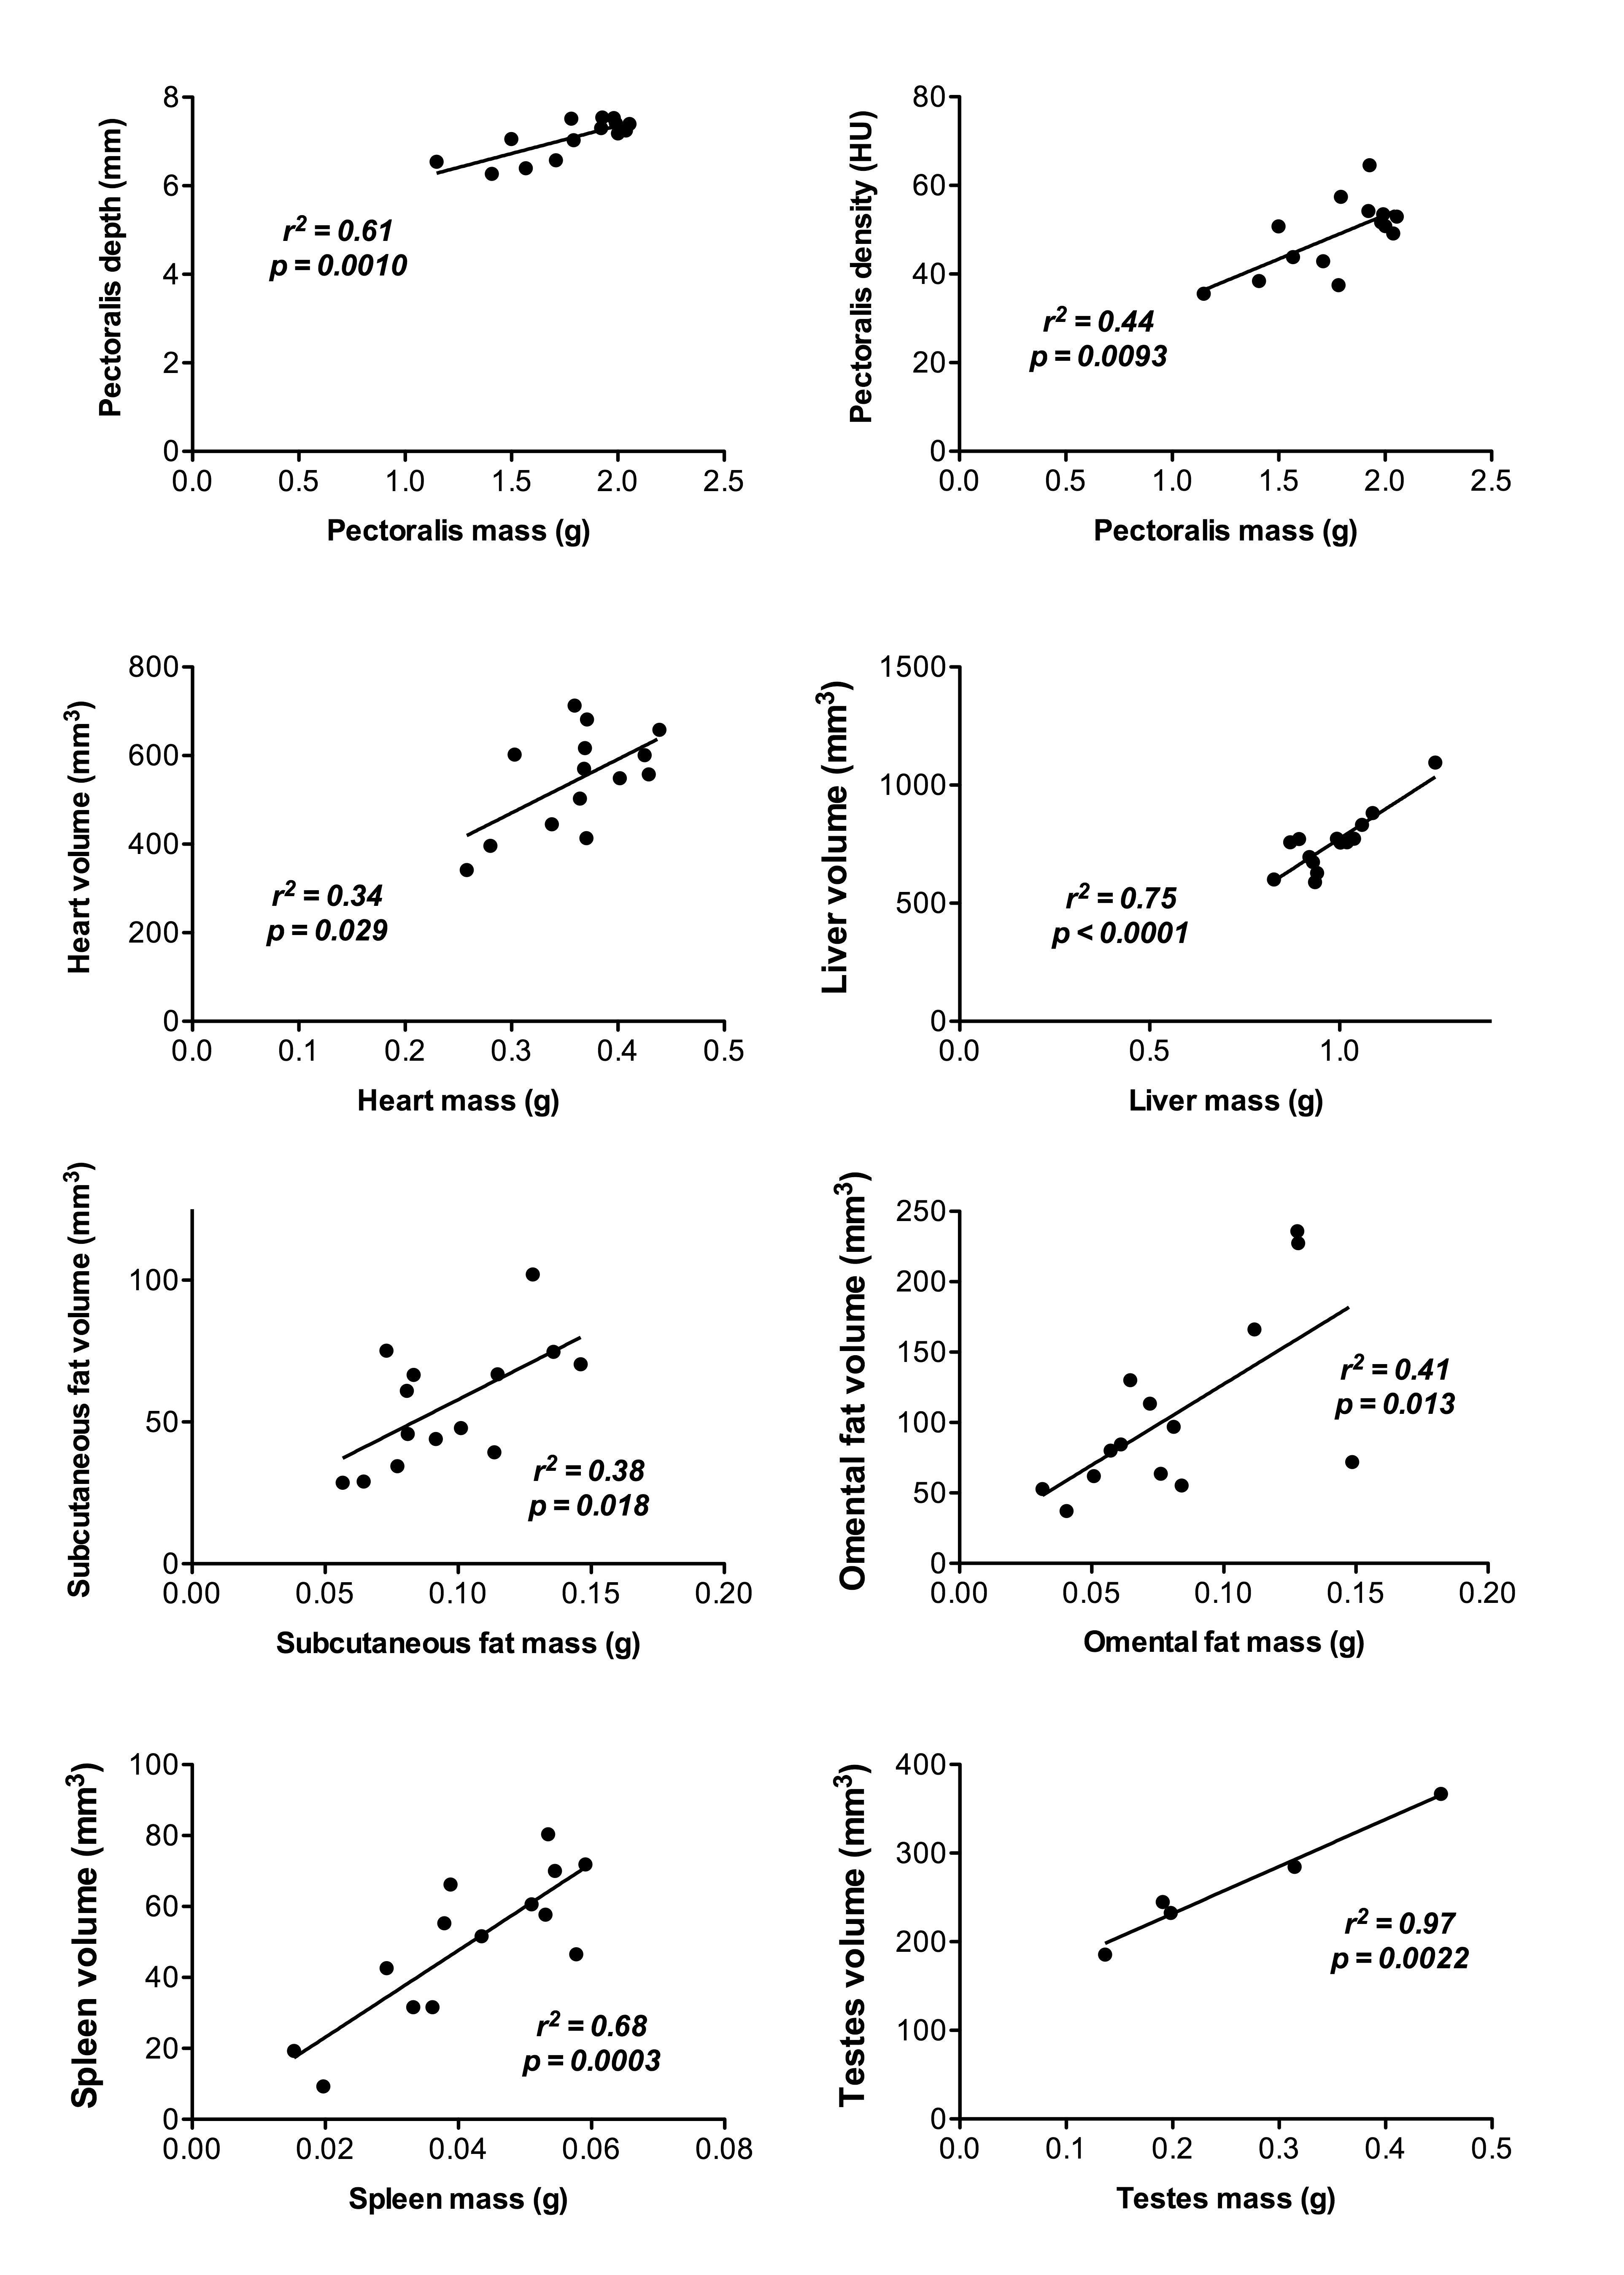 Pectoralis depth (mm)
8
6
4
2
0
r² = 0.61
p = 0.0010
0.0 0.5 1.0 1.5 2.0 2.5
Pectoralis mass (g)
Pectoralis density (HU)
80
60
40
20
0
r² = 0.44
p = 0.0093
0.0 0.5 1.0 1.5 2.0 2.5
Pectoralis mass (g)
Heart volume (mm³)
800
600
400
200
0
r² = 0.34
p = 0.029
0.0 0.1 0.2 0.3 0.4 0.5
Heart mass (g)
Liver volume (mm³)
1500
1000
500
0
r² = 0.75
p < 0.0001
0.0 0.5 1.0
Liver mass (g)
Subcutaneous fat volume (mm³)
100
50
0
r² = 0.38
p = 0.018
0.00 0.05 0.10 0.15 0.20
Subcutaneous fat mass (g)
Omental fat volume (mm³)
250
200
150
100
50
0
r² = 0.41
p = 0.013
0.00 0.05 0.10 0.15 0.20
Omental fat mass (g)
Spleen volume (mm³)
100
80
60
40
20
0
r² = 0.68
p = 0.0003
0.00 0.02 0.04 0.06 0.08
Spleen mass (g)
Testes volume (mm³)
400
300
200
100
0
r² = 0.97
p = 0.0022
0.0 0.1 0.2 0.3 0.4 0.5
Testes mass (g)